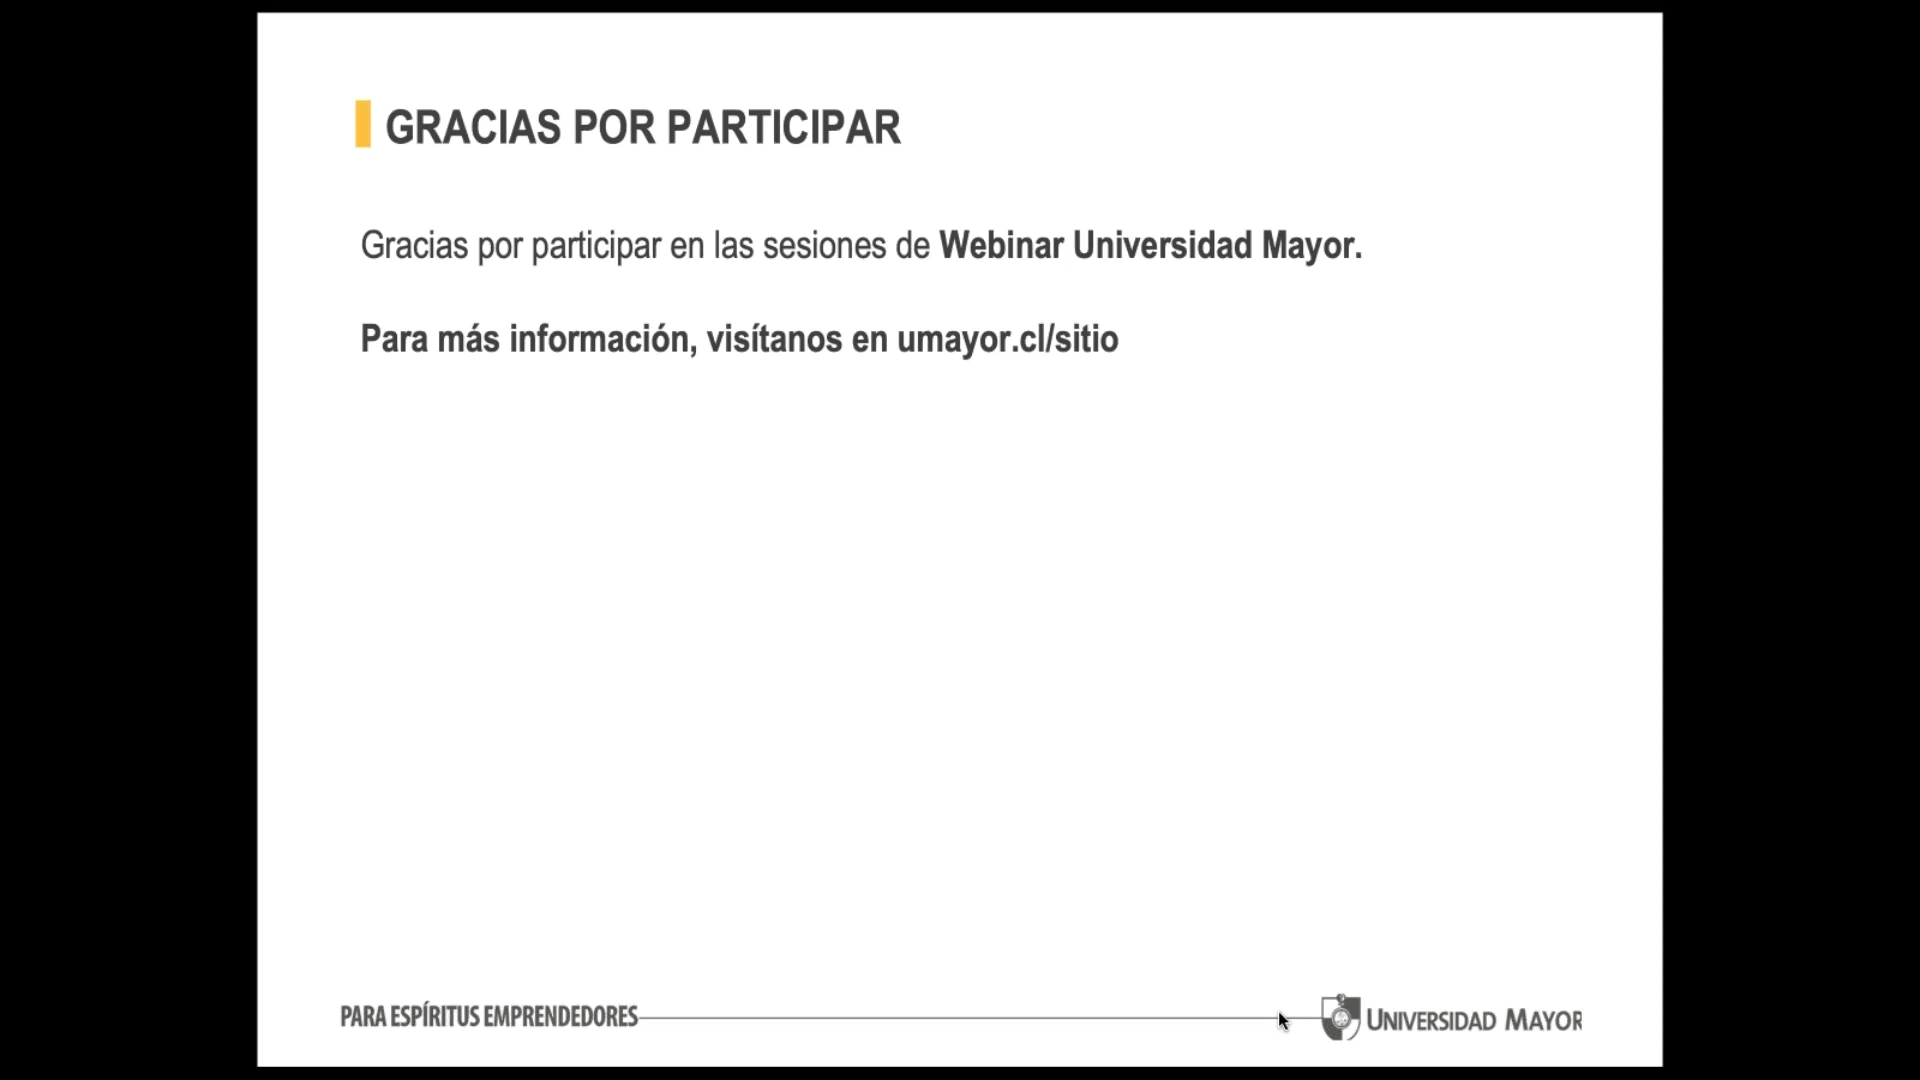 GRACIAS POR PARTICIPAR
Gracias por participar en las sesiones de Webinar Universidad Mayor.
Para más información, visítanos en umayor.cl/sitio
PARA ESPÍRITUS EMPRENDEDORES
UNIVERSIDAD MAYOR